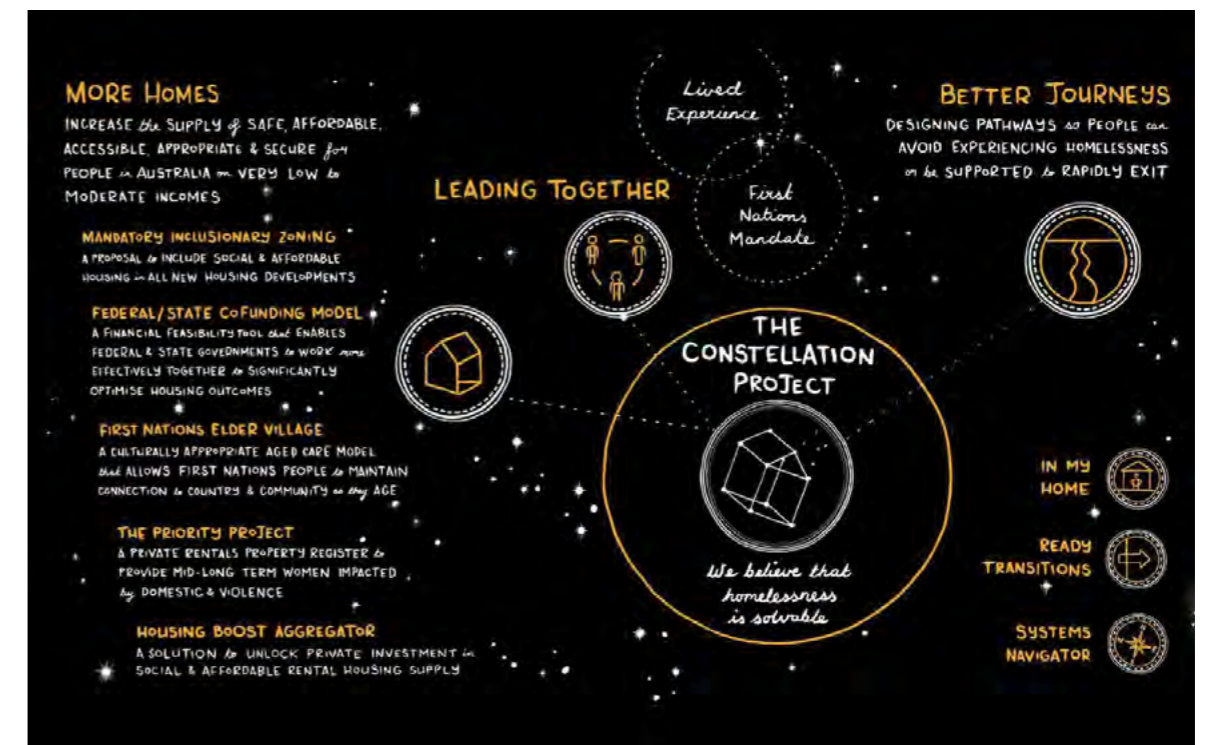 MORE HOMES
INCREASE the SUPPLY of SAFE, AFFORDABLE,
ACCESSIBLE, APPROPRIATE & SECURE for
PEOPLE in AUSTRALIA on VERY LOW to
MODERATE INCOMES
MANDATORY INCLUSIONARY ZONING
A PROPOSAL to INCLUDE SOCIAL & AFFORDABLE
HOUSING in ALL NEW HOUSING DEVELOPMENTS
FEDERAL/STATE COFUNDING MODEL
A FINANCIAL FEASIBILITY TOOL that ENABLES
FEDERAL & STATE GOVERNMENTS to WORK more
EFFECTIVELY TOGETHER to SIGNIFICANTLY
OPTIMISE HOUSING OUTCOMES
FIRST NATIONS ELDER VILLAGE
A CULTURALLY APPROPRIATE AGED CARE MODEL
that ALLOWS FIRST NATIONS PEOPLE to MAINTAIN
CONNECTION to COUNTRY & COMMUNITY as they AGE
THE PRIORITY PROJECT
A PRIVATE RENTALS PROPERTY REGISTER to
PROVIDE MID-LONG TERM WOMEN IMPACTED
by DOMESTIC & VIOLENCE
HOUSING BOOST AGGREGATOR
A SOLUTION to UNLOCK PRIVATE INVESTMENT in
SOCIAL & AFFORDABLE RENTAL HOUSING SUPPLY
LEADING TOGETHER
Lived
Experience
First
Nations
Mandate
THE
CONSTELLATION
PROJECT
We believe that
homelessness
is solvable
BETTER JOURNEYS
DESIGNING PATHWAYS so PEOPLE can
AVOID EXPERIENCING HOMELESSNESS
or be SUPPORTED to RAPIDLY EXIT
IN MY
HOME
READY
TRANSITIONS
SYSTEMS
NAVIGATOR